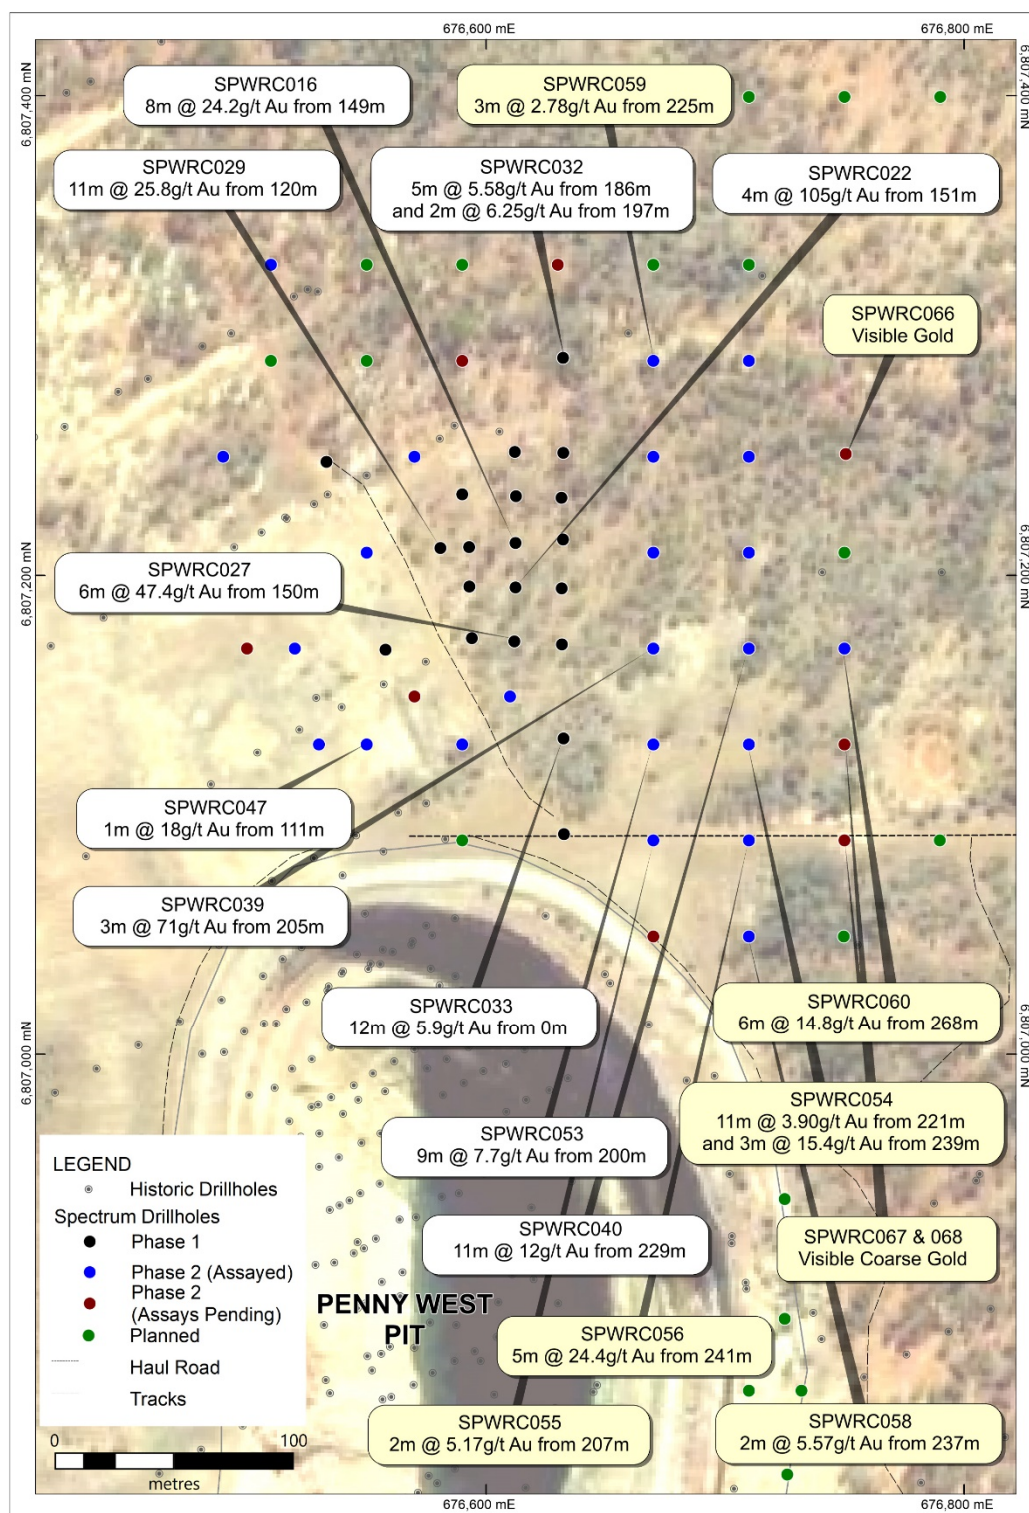 676,600 mE
676,800 mE
6,807,400 mN
6,807,400 mN
SPWRC016
8m @ 24.2g/t Au from 149m
SPWRC059
3m @ 2.78g/t Au from 225m
SPWRC029
11m @ 25.8g/t Au from 120m
SPWRC032
5m @ 5.58g/t Au from 186m
and 2m @ 6.25g/t Au from 197m
SPWRC022
4m @ 105g/t Au from 151m
SPWRC066
Visible Gold
6,807,200 mN
6,807,200 mN
SPWRC027
6m @ 47.4g/t Au from 150m
SPWRC047
1m @ 18g/t Au from 111m
SPWRC039
3m @ 71g/t Au from 205m
SPWRC033
12m @ 5.9g/t Au from 0m
SPWRC060
6m @ 14.8g/t Au from 268m
6,807,000 mN
6,807,000 mN
SPWRC054
11m @ 3.90g/t Au from 221m
and 3m @ 15.4g/t Au from 239m
SPWRC053
9m @ 7.7g/t Au from 200m
SPWRC040
11m @ 12g/t Au from 229m
SPWRC067 & 068
Visible Coarse Gold
PENNY WEST
PIT
SPWRC056
5m @ 24.4g/t Au from 241m
SPWRC055
2m @ 5.17g/t Au from 207m
SPWRC058
2m @ 5.57g/t Au from 237m
LEGEND
Historic Drillholes
Spectrum Drillholes
Phase 1
Phase 2 (Assayed)
Phase 2
(Assays Pending)
Planned
Haul Road
Tracks
0
100
metres
676,600 mE
676,800 mE